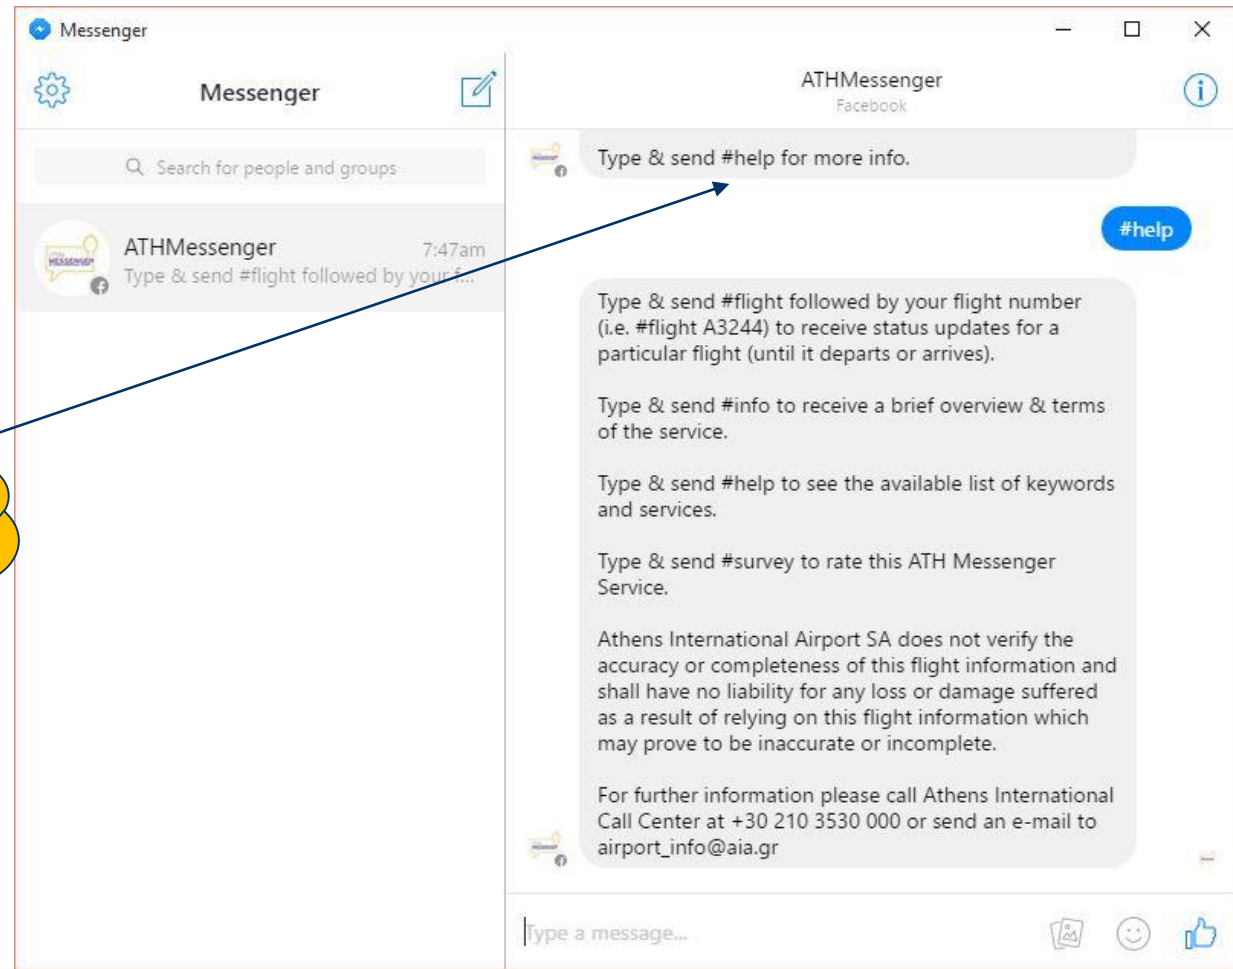 Messenger
Messenger
Search for people and groups
ATHMessenger
7:47am
Type & send #flight followed by your f...
ATHMessenger
Facebook
Type & send #help for more info.
#help
Type & send #flight followed by your flight number
(i.e. #flight A3244) to receive status updates for a
particular flight (until it departs or arrives).
Type & send #info to receive a brief overview & terms
of the service.
Type & send #help to see the available list of keywords
and services.
Type & send #survey to rate this ATH Messenger
Service.
Athens International Airport SA does not verify the
accuracy or completeness of this flight information and
shall have no liability for any loss or damage suffered
as a result of relying on this flight information which
may prove to be inaccurate or incomplete.
For further information please call Athens International
Call Center at +30 210 3530 000 or send an e-mail to
airport_info@aia.gr
Type a message...